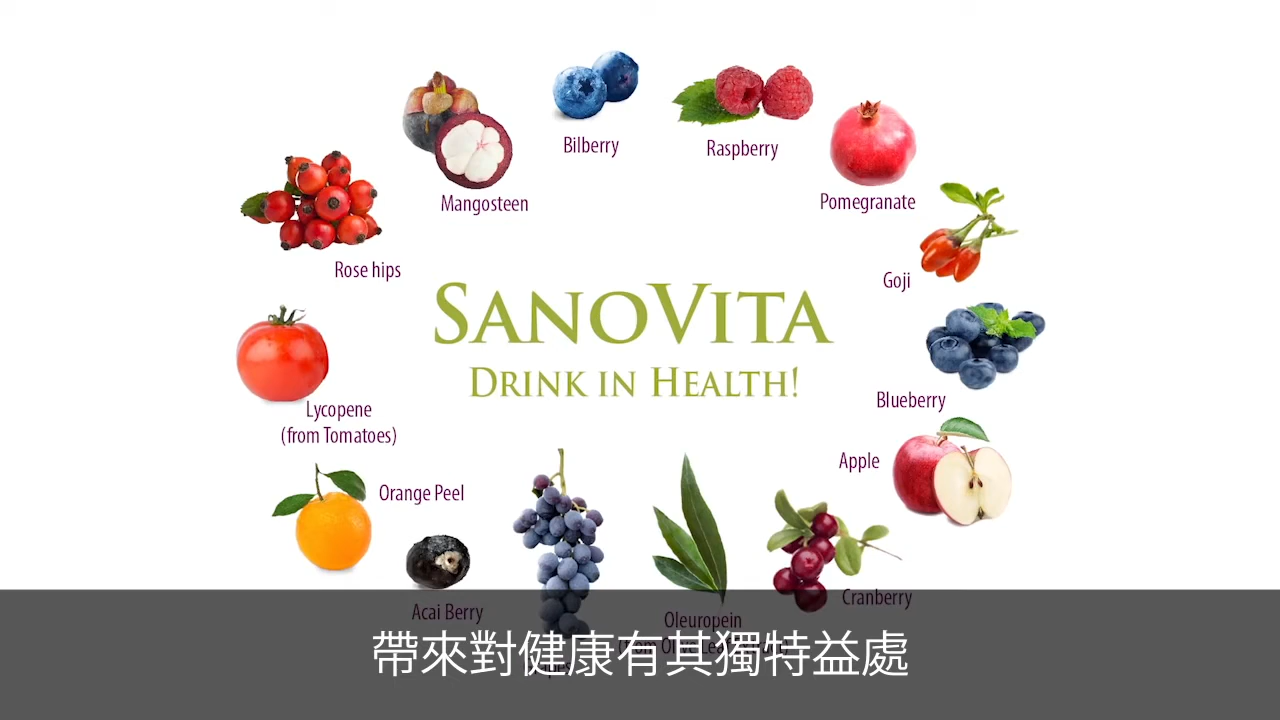 Bilberry
Raspberry
Mangosteen
Pomegranate
Rose hips
Goji
SANOVITA
DRINK IN HEALTH!
Blueberry
Lycopene
(from Tomatoes)
Apple
Orange Peel
Cranberry
Acai Berry
Oleuropein
帶來對健康有其獨特益處